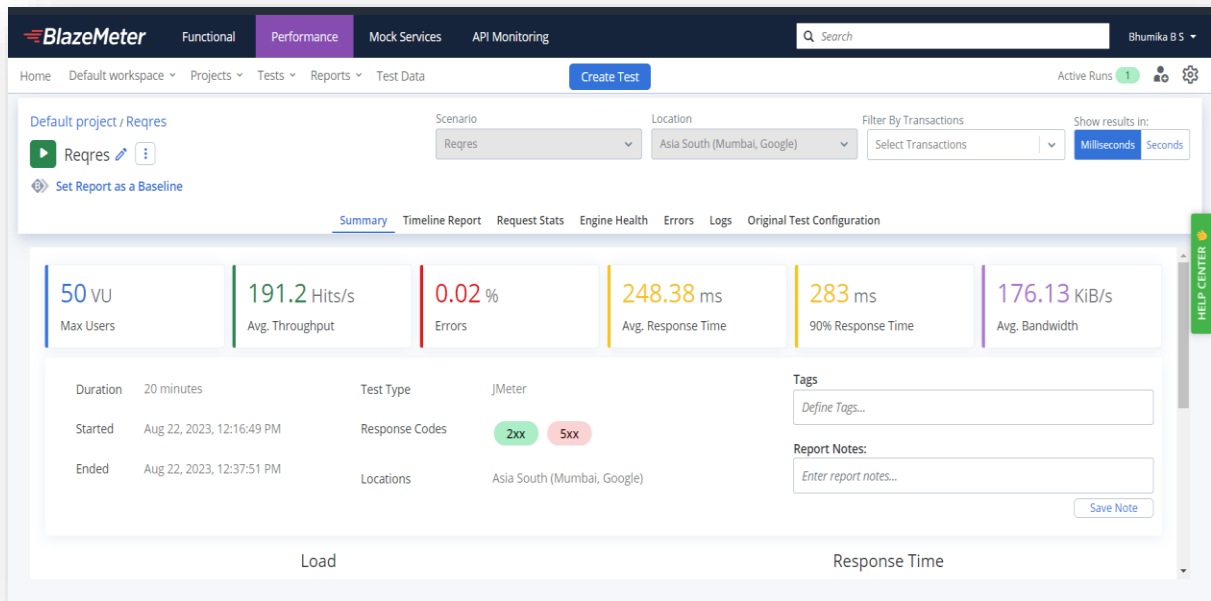 BlazeMeter Functional Performance Mock Services API Monitoring Search Bhumika B S
Home Default workspace Projects Tests Reports Test Data Create Test Active Runs 1
Default project / Reqres
Reqres
Set Report as a Baseline
Scenario
Reqres
Location
Asia South (Mumbai, Google)
Filter By Transactions
Select Transactions
Show results in:
Milliseconds Seconds
Summary Timeline Report Request Stats Engine Health Errors Logs Original Test Configuration
HELP CENTER
50 VU
Max Users
191.2 Hits/s
Avg. Throughput
0.02 %
Errors
248.38 ms
Avg. Response Time
283 ms
90% Response Time
176.13 KiB/s
Avg. Bandwidth
Duration 20 minutes
Started Aug 22, 2023, 12:16:49 PM
Ended Aug 22, 2023, 12:37:51 PM
Test Type JMeter
Response Codes 2xx 5xx
Locations Asia South (Mumbai, Google)
Tags
Define Tags...
Report Notes:
Enter report notes...
Save Note
Load
Response Time